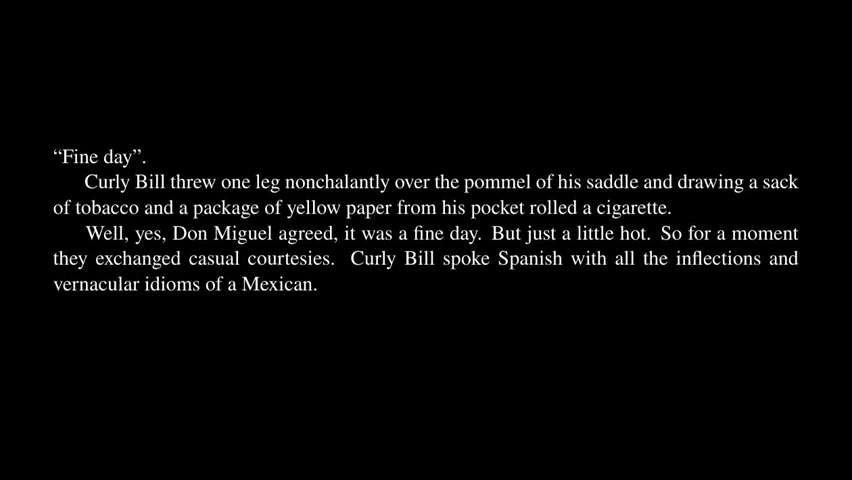 “Fine day”.
Curly Bill threw one leg nonchalantly over the pommel of his saddle and drawing a sack
of tobacco and a package of yellow paper from his pocket rolled a cigarette.
Well, yes, Don Miguel agreed, it was a fine day. But just a little hot. So for a moment
they exchanged casual courtesies. Curly Bill spoke Spanish with all the inflections and
vernacular idioms of a Mexican.